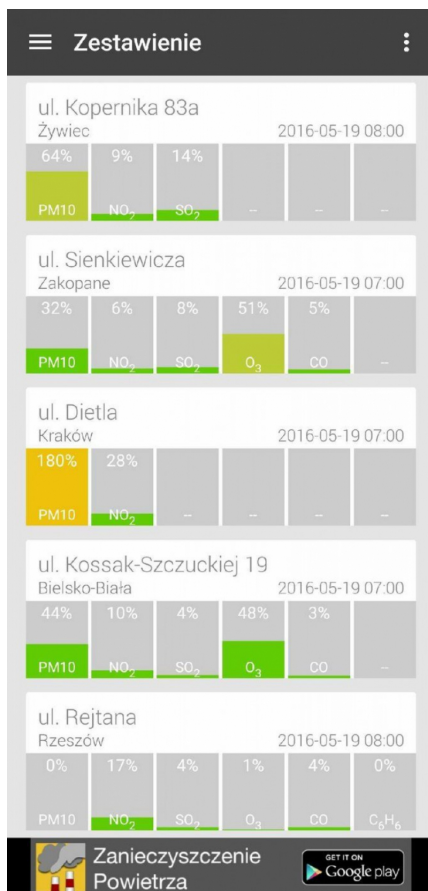 Zestawienie
ul. Kopernika 83a
Żywiec 2016-05-19 08:00
64% 9% 14%
PM10 NO₂ SO₂ -- -- --
ul. Sienkiewicza
Zakopane 2016-05-19 07:00
32% 6% 8% 51% 5%
PM10 NO₂ SO₂ O₃ CO --
ul. Dietla
Kraków 2016-05-19 07:00
180% 28%
PM10 NO₂ -- -- -- --
ul. Kossak-Szczuckiej 19
Bielsko-Biała 2016-05-19 07:00
44% 10% 4% 48% 3%
PM10 NO₂ SO₂ O₃ CO --
ul. Rejtana
Rzeszów 2016-05-19 08:00
0% 17% 4% 1% 4% 0%
PM10 NO₂ SO₂ O₃ CO C₆H₆
Zanieczyszczenie
Powietrza
GET IT ON
Google play